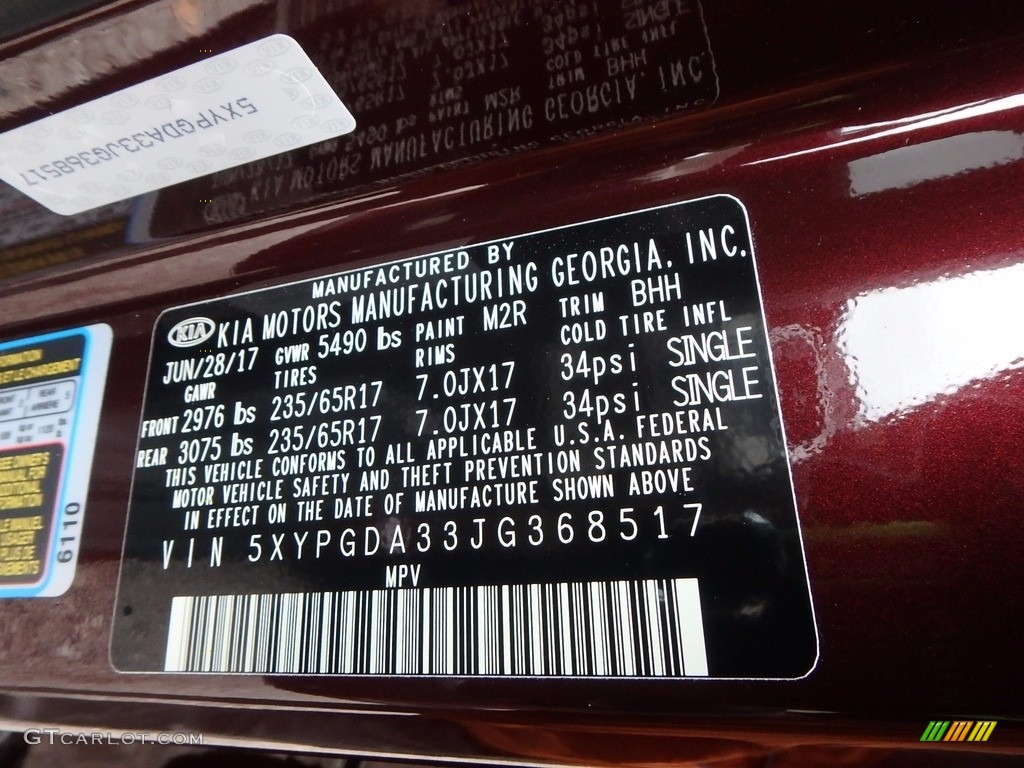 KIA
5XYPGDA33JG368517
MANUFACTURED BY
KIA KIA MOTORS MANUFACTURING GEORGIA, INC.
JUN/28/17 GVWR 5490 lbs PAINT M2R TRIM BHH
GAWR TIRES RIMS COLD TIRE INFL
FRONT 2976 lbs 235/65R17 7.0JX17 34psi SINGLE
REAR 3075 lbs 235/65R17 7.0JX17 34psi SINGLE
THIS VEHICLE CONFORMS TO ALL APPLICABLE U.S.A. FEDERAL
MOTOR VEHICLE SAFETY AND THEFT PREVENTION STANDARDS
IN EFFECT ON THE DATE OF MANUFACTURE SHOWN ABOVE
VIN 5XYPGDA33JG368517
MPV
6110
GTcarlot.com